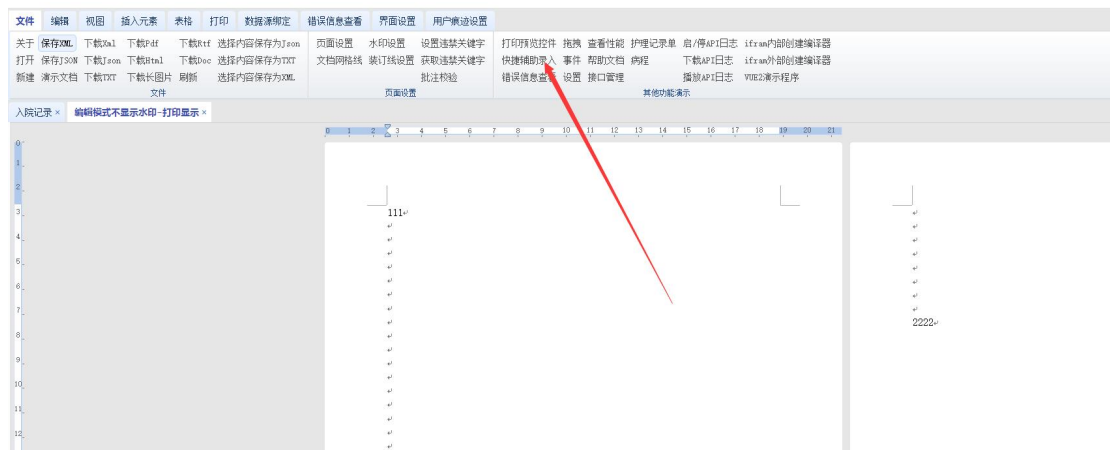 文件 编辑 视图 插入元素 表格 打印 数据源绑定 错误信息查看 界面设置 用户痕迹设置
关于 保存XML 下载Xml 下载Pdf 下载Rtf 选择内容保存为Json 页面设置 水印设置 设置违禁关键字 打印预览控件 拖拽 查看性能 护理记录单 启/停API日志 ifram内部创建编译器
打开 保存JSON 下载Json 下载Html 下载Doc 选择内容保存为TXT 文档网格线 装订线设置 获取违禁关键字 快捷辅助录入 事件 帮助文档 病程 下载API日志 ifram外部创建编译器
新建 演示文档 下载TXT 下载长图片 刷新 选择内容保存为XML 批注校验 错误信息查看 设置 接口管理 播放API日志 VUE2演示程序
文件 页面设置 其他功能演示
入院记录 × 编辑模式不显示水印-打印显示 ×
0 1 2 3 4 5 6 7 8 9 10 11 12 13 14 15 16 17 18 19 20 21
0
1
2
3
111
4
5
6
7
2222
8
9
10
11
12